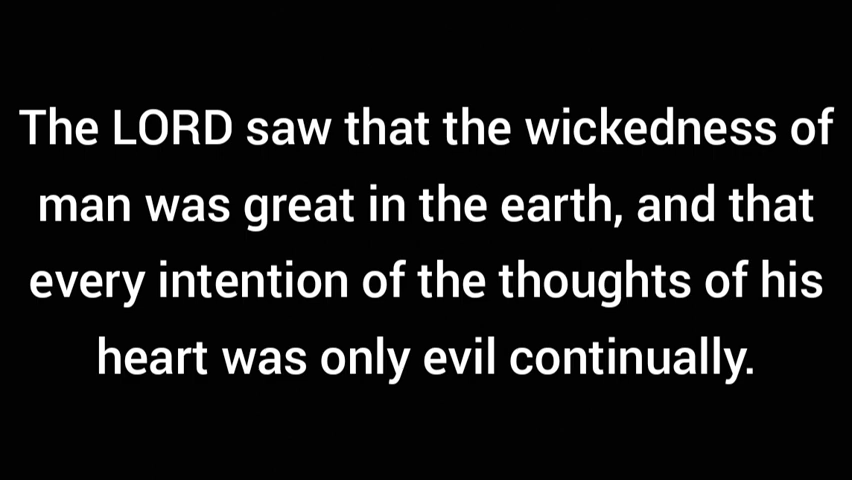 The LORD saw that the wickedness of
man was great in the earth, and that
every intention of the thoughts of his
heart was only evil continually.